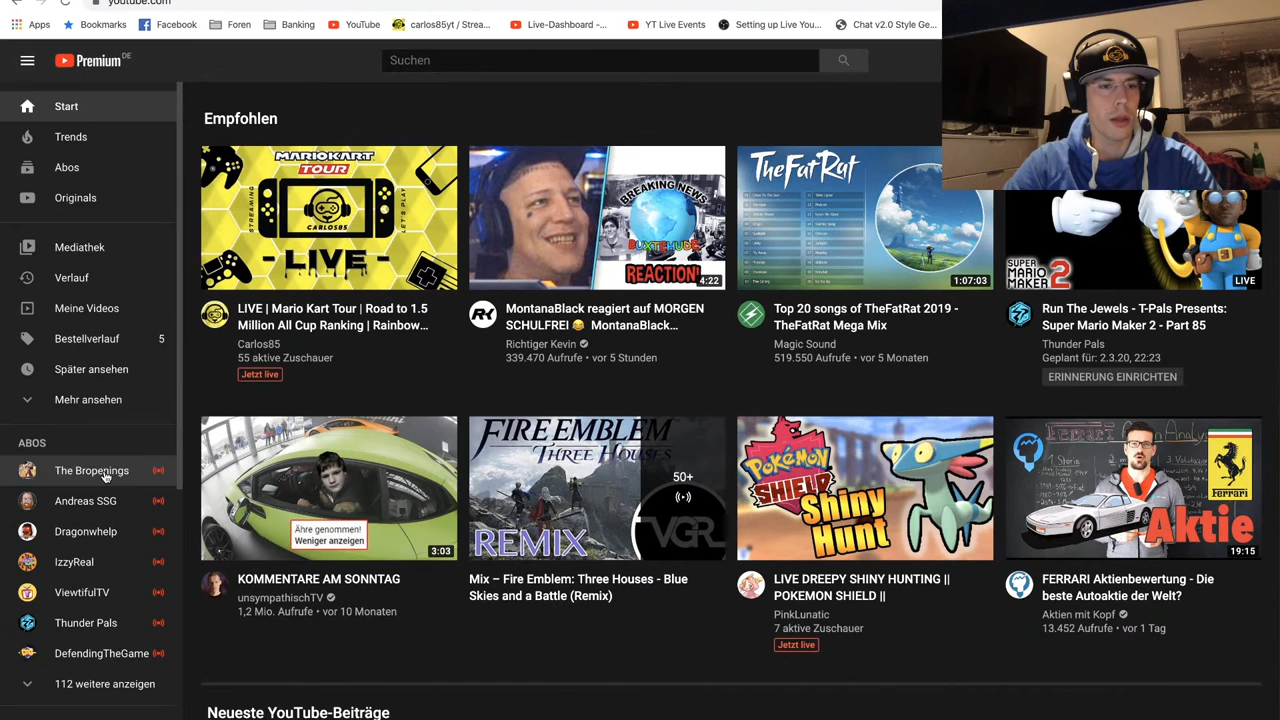 youtube.com
Apps
Bookmarks
Facebook
Foren
Banking
YouTube
carlos85yt / Strea...
Live-Dashboard -...
YT Live Events
Setting up Live You...
Chat v2.0 Style Ge...
Premium DE
Suchen
Start
Trends
Abos
Originals
Mediathek
Verlauf
Meine Videos
Bestellverlauf 5
Später ansehen
Mehr ansehen
ABOS
The Bropenings
Andreas SSG
Dragonwhelp
IzzyReal
ViewtifulTV
Thunder Pals
DefendingTheGame
112 weitere anzeigen
Empfohlen
MARIOKART
TOUR
STREAMING
CARLOS85
LET'S PLAY
- LIVE -
LIVE | Mario Kart Tour | Road to 1.5
Million All Cup Ranking | Rainbow...
Carlos85
55 aktive Zuschauer
Jetzt live
BREAKING NEWS
BUXTEHUDE
REACTION!
4:22
RK
MontanaBlack reagiert auf MORGEN
SCHULFREI 😂 MontanaBlack...
Richtiger Kevin
339.470 Aufrufe • vor 5 Stunden
THEFATRAT
1:07:03
Top 20 songs of TheFatRat 2019 -
TheFatRat Mega Mix
Magic Sound
519.550 Aufrufe • vor 5 Monaten
SUPER
MARIO
MAKER 2
LIVE
Run The Jewels - T-Pals Presents:
Super Mario Maker 2 - Part 85
Thunder Pals
Geplant für: 2.3.20, 22:23
ERINNERUNG EINRICHTEN
Ähre genommen!
Weniger anzeigen
3:03
KOMMENTARE AM SONNTAG
unsympathischTV
1,2 Mio. Aufrufe • vor 10 Monaten
FIRE EMBLEM
THREE HOUSES
REMIX
VGR
50+
Mix – Fire Emblem: Three Houses - Blue
Skies and a Battle (Remix)
POKÉMON
SHIELD
Shiny
Hunt
LIVE DREEPY SHINY HUNTING ||
POKEMON SHIELD ||
PinkLunatic
7 aktive Zuschauer
Jetzt live
Ferrari
Aktie
19:15
FERRARI Aktienbewertung - Die
beste Autoaktie der Welt?
Aktien mit Kopf
13.452 Aufrufe • vor 1 Tag
Neueste YouTube-Beiträge